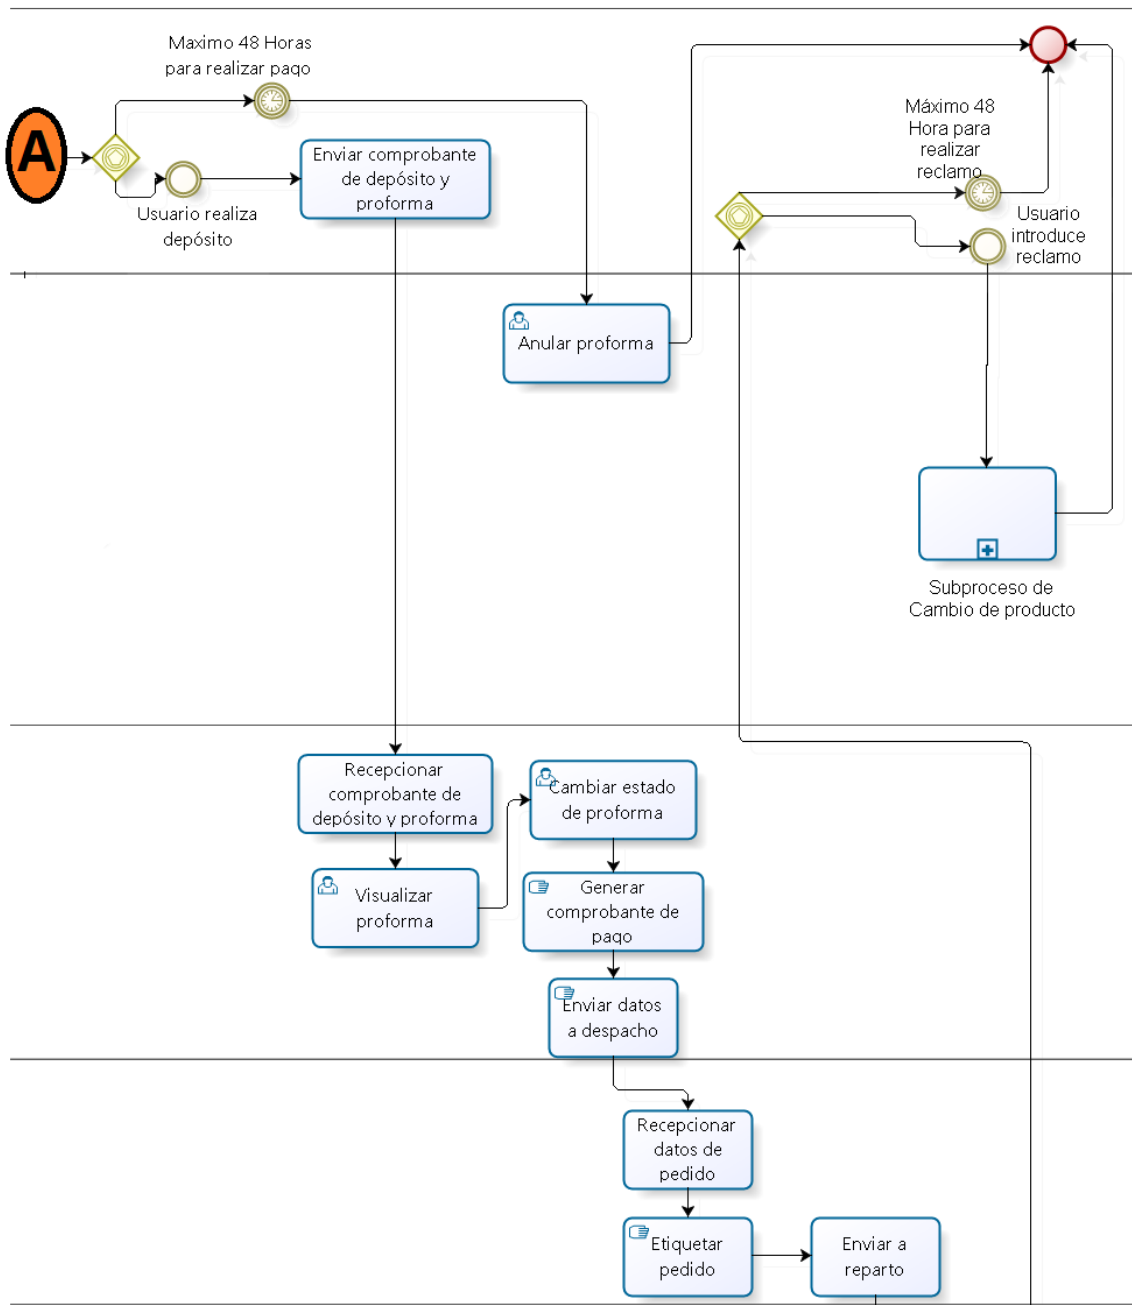 Maximo 48 Horas
para realizar pago
A
Usuario realiza
depósito
Enviar comprobante
de depósito y
proforma
Máximo 48
Hora para
realizar
reclamo
Usuario
introduce
reclamo
Anular proforma
Subproceso de
Cambio de producto
Recepcionar
comprobante de
depósito y proforma
Visualizar
proforma
Cambiar estado
de proforma
Generar
comprobante de
pago
Enviar datos
a despacho
Recepcionar
datos de
pedido
Etiquetar
pedido
Enviar a
reparto